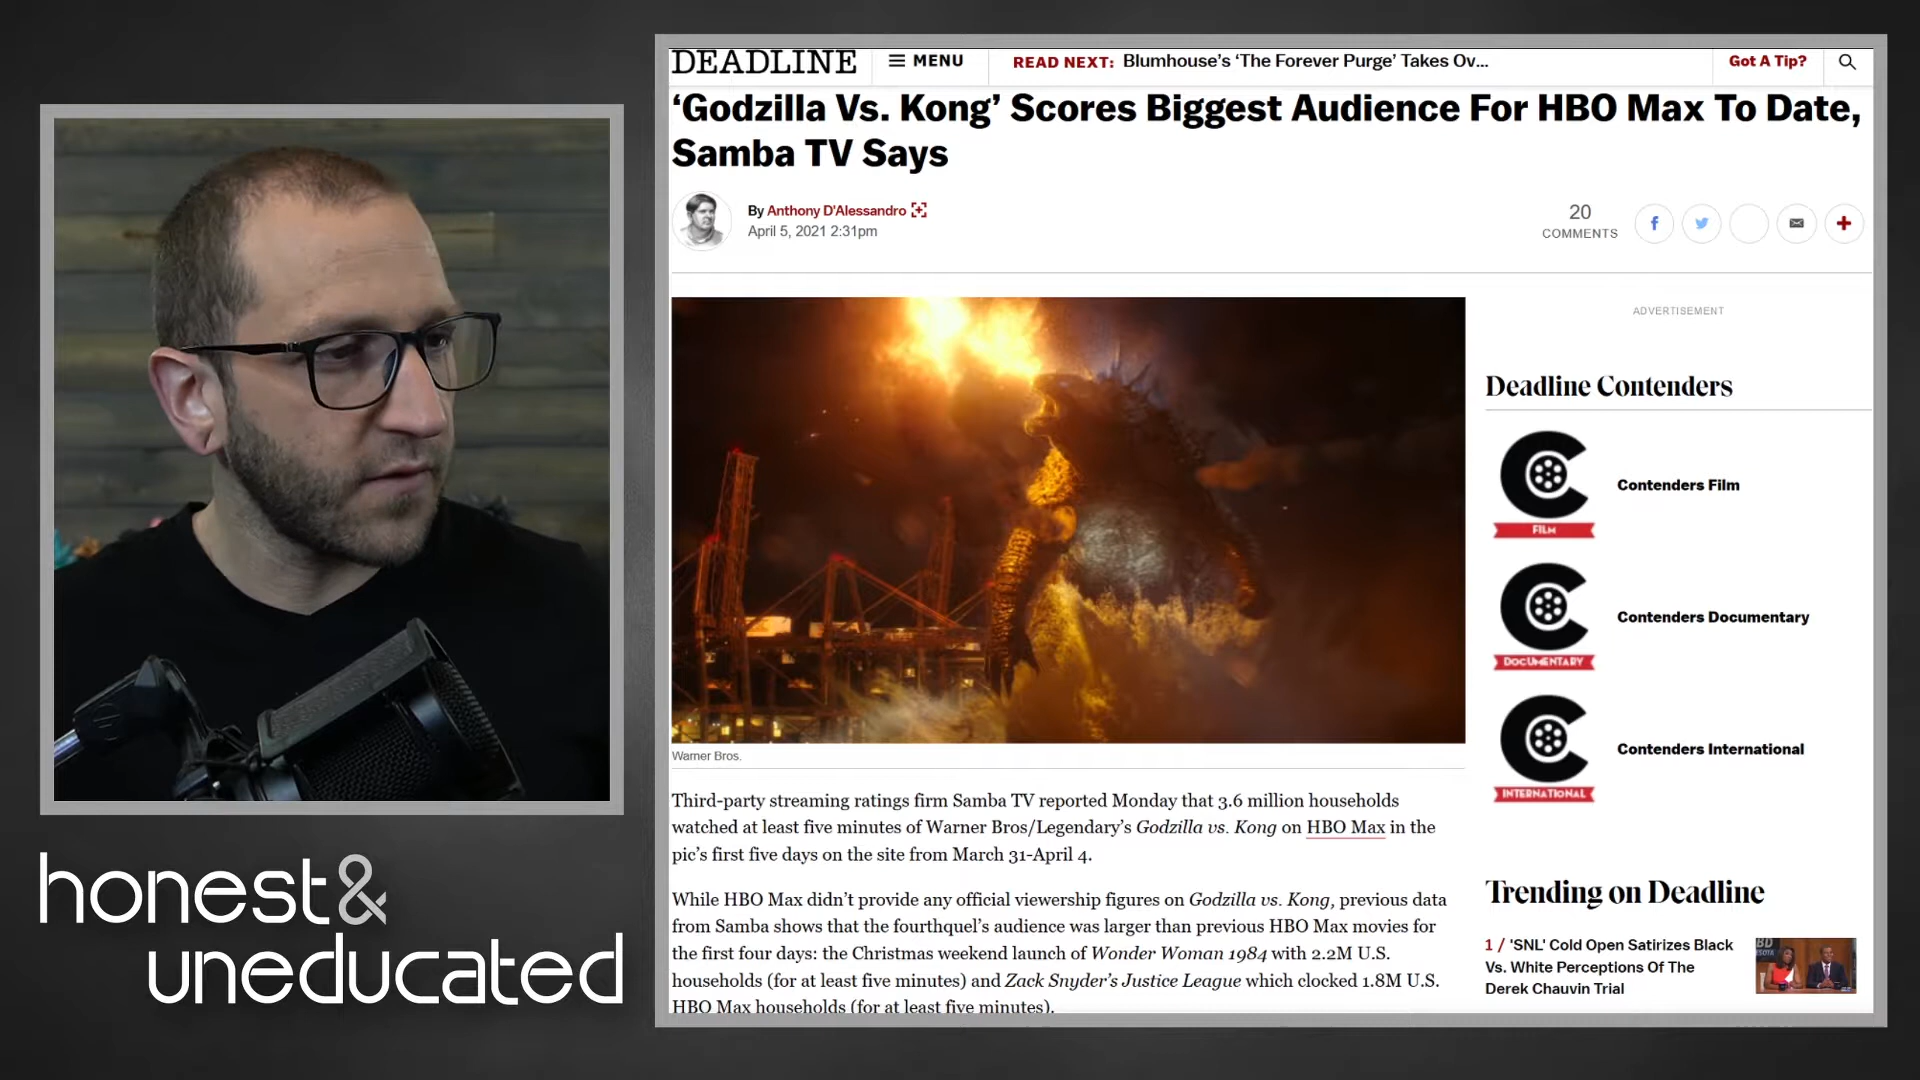 DEADLINE
MENU
READ NEXT: Blumhouse's 'The Forever Purge' Takes Ov...
Got A Tip?
‘Godzilla Vs. Kong’ Scores Biggest Audience For HBO Max To Date,
Samba TV Says
By Anthony D'Alessandro
April 5, 2021 2:31pm
20
COMMENTS
ADVERTISEMENT
Deadline Contenders
FILM
Contenders Film
DOCUMENTARY
Contenders Documentary
INTERNATIONAL
Contenders International
Warner Bros.
Third-party streaming ratings firm Samba TV reported Monday that 3.6 million households
watched at least five minutes of Warner Bros/Legendary’s Godzilla vs. Kong on HBO Max in the
pic’s first five days on the site from March 31-April 4.
While HBO Max didn’t provide any official viewership figures on Godzilla vs. Kong, previous data
from Samba shows that the fourthquel’s audience was larger than previous HBO Max movies for
the first four days: the Christmas weekend launch of Wonder Woman 1984 with 2.2M U.S.
households (for at least five minutes) and Zack Snyder’s Justice League which clocked 1.8M U.S.
HBO Max households (for at least five minutes).
Trending on Deadline
1 / 'SNL' Cold Open Satirizes Black
Vs. White Perceptions Of The
Derek Chauvin Trial
honest&
uneducated